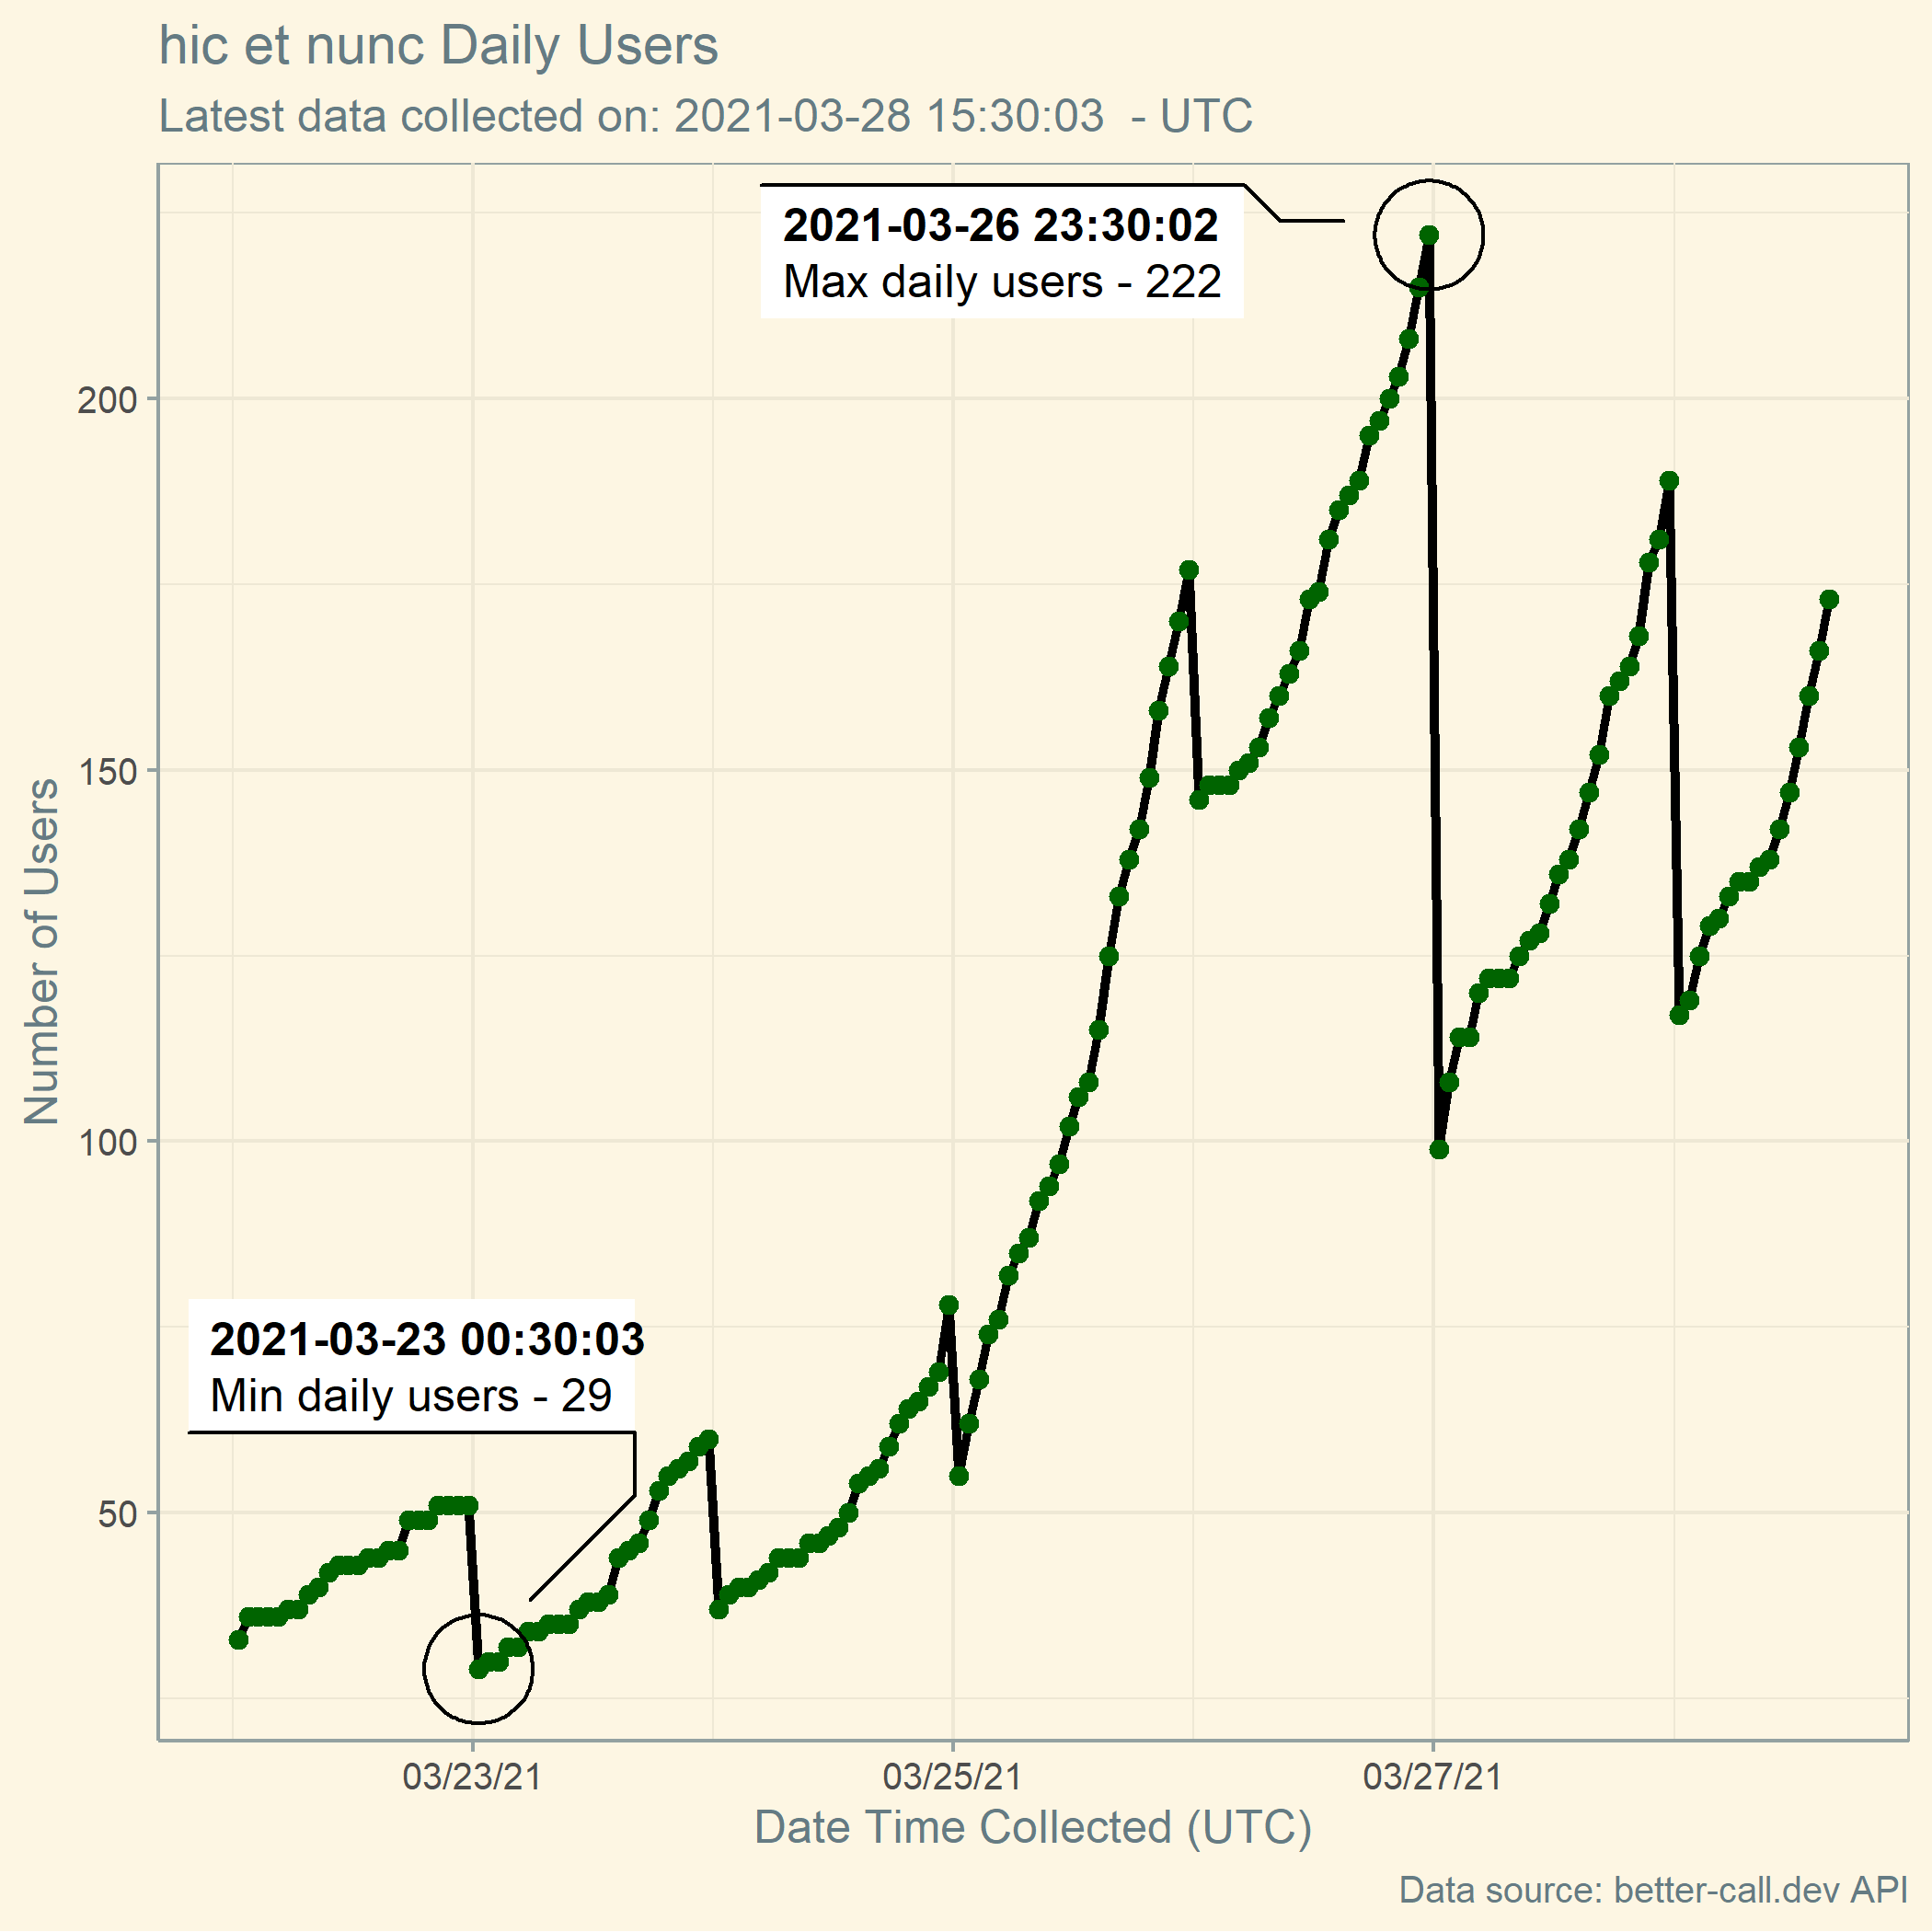 hic et nunc Daily Users
Latest data collected on: 2021-03-28 15:30:03  - UTC
2021-03-26 23:30:02
Max daily users - 222
200
150
100
50
Number of Users
2021-03-23 00:30:03
Min daily users - 29
03/23/21
03/25/21
03/27/21
Date Time Collected (UTC)
Data source: better-call.dev API